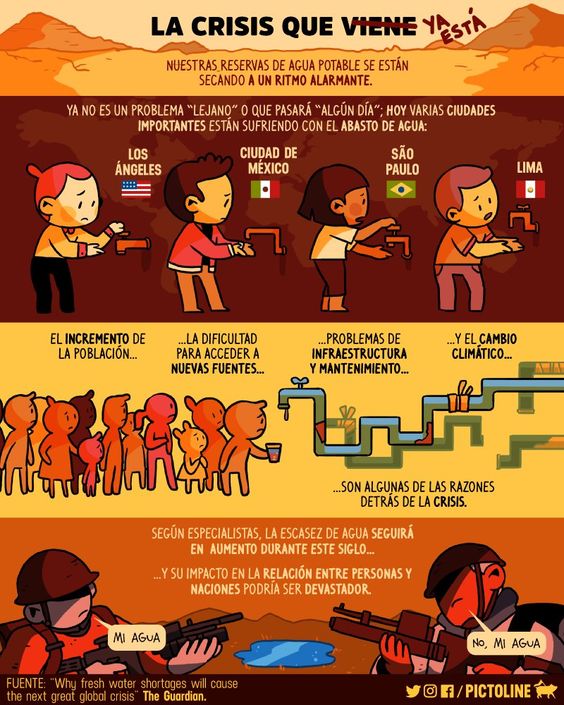 LA CRISIS QUE VIENE YA ESTÁ
NUESTRAS RESERVAS DE AGUA POTABLE SE ESTÁN
SECANDO A UN RITMO ALARMANTE.
YA NO ES UN PROBLEMA “LEJANO” O QUE PASARÁ “ALGÚN DÍA”; HOY VARIAS CIUDADES
IMPORTANTES ESTÁN SUFRIENDO CON EL ABASTO DE AGUA:
LOS
ÁNGELES
CIUDAD DE
MÉXICO
SÃO
PAULO
LIMA
EL INCREMENTO DE
LA POBLACIÓN...
...LA DIFICULTAD
PARA ACCEDER A
NUEVAS FUENTES...
...PROBLEMAS DE
INFRAESTRUCTURA
Y MANTENIMIENTO...
...Y EL CAMBIO
CLIMÁTICO...
...SON ALGUNAS DE LAS RAZONES
DETRÁS DE LA CRISIS.
SEGÚN ESPECIALISTAS, LA ESCASEZ DE AGUA SEGUIRÁ
EN AUMENTO DURANTE ESTE SIGLO...
...Y SU IMPACTO EN LA RELACIÓN ENTRE PERSONAS Y
NACIONES PODRÍA SER DEVASTADOR.
MI AGUA
NO, MI AGUA
FUENTE: “Why fresh water shortages will cause
the next great global crisis” The Guardian.
/PICTOLINE